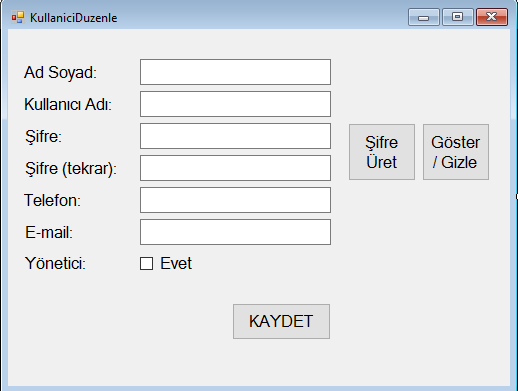 KullaniciDuzenle
Ad Soyad:
Kullanıcı Adı:
Şifre:
Şifre (tekrar):
Telefon:
E-mail:
Yönetici:
Evet
Şifre
Üret
Göster
/ Gizle
KAYDET